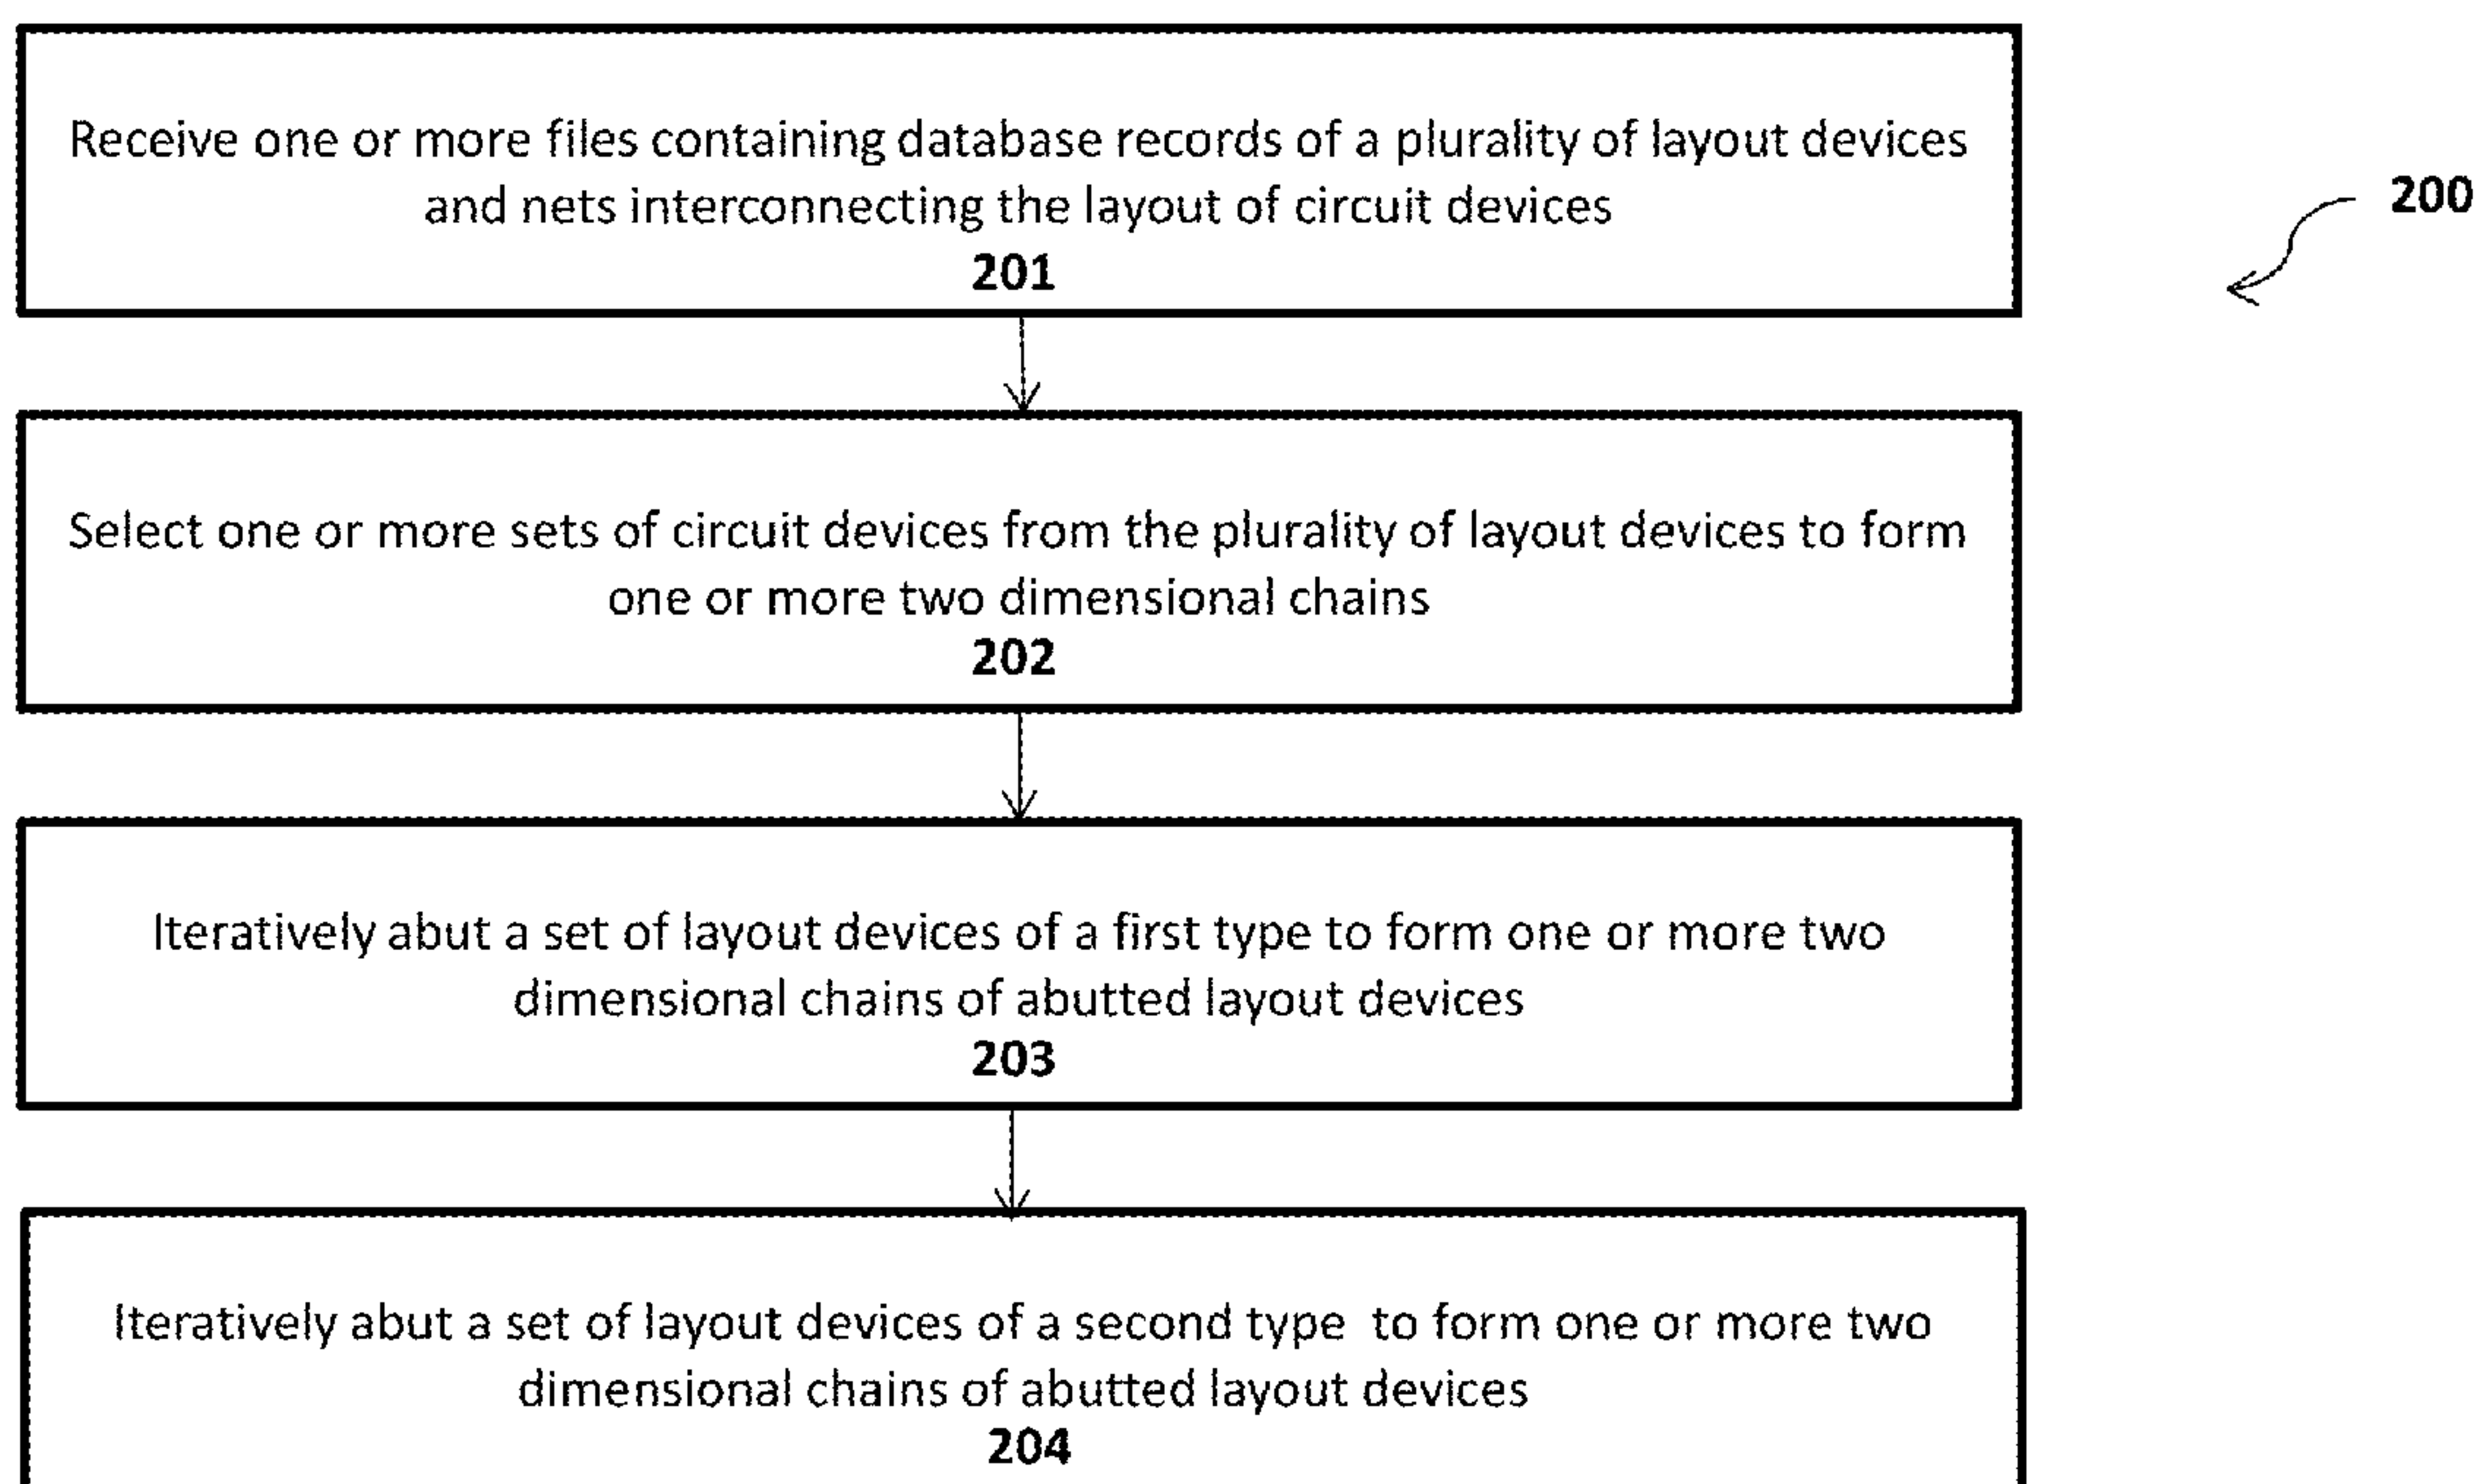 Receive one or more files containing database records of a plurality of layout devices
and nets interconnecting the layout of circuit devices
201
200
Select one or more sets of circuit devices from the plurality of layout devices to form
one or more two dimensional chains
202
Iteratively abut a set of layout devices of a first type to form one or more two
dimensional chains of abutted layout devices
203
Iteratively abut a set of layout devices of a second type to form one or more two
dimensional chains of abutted layout devices
204